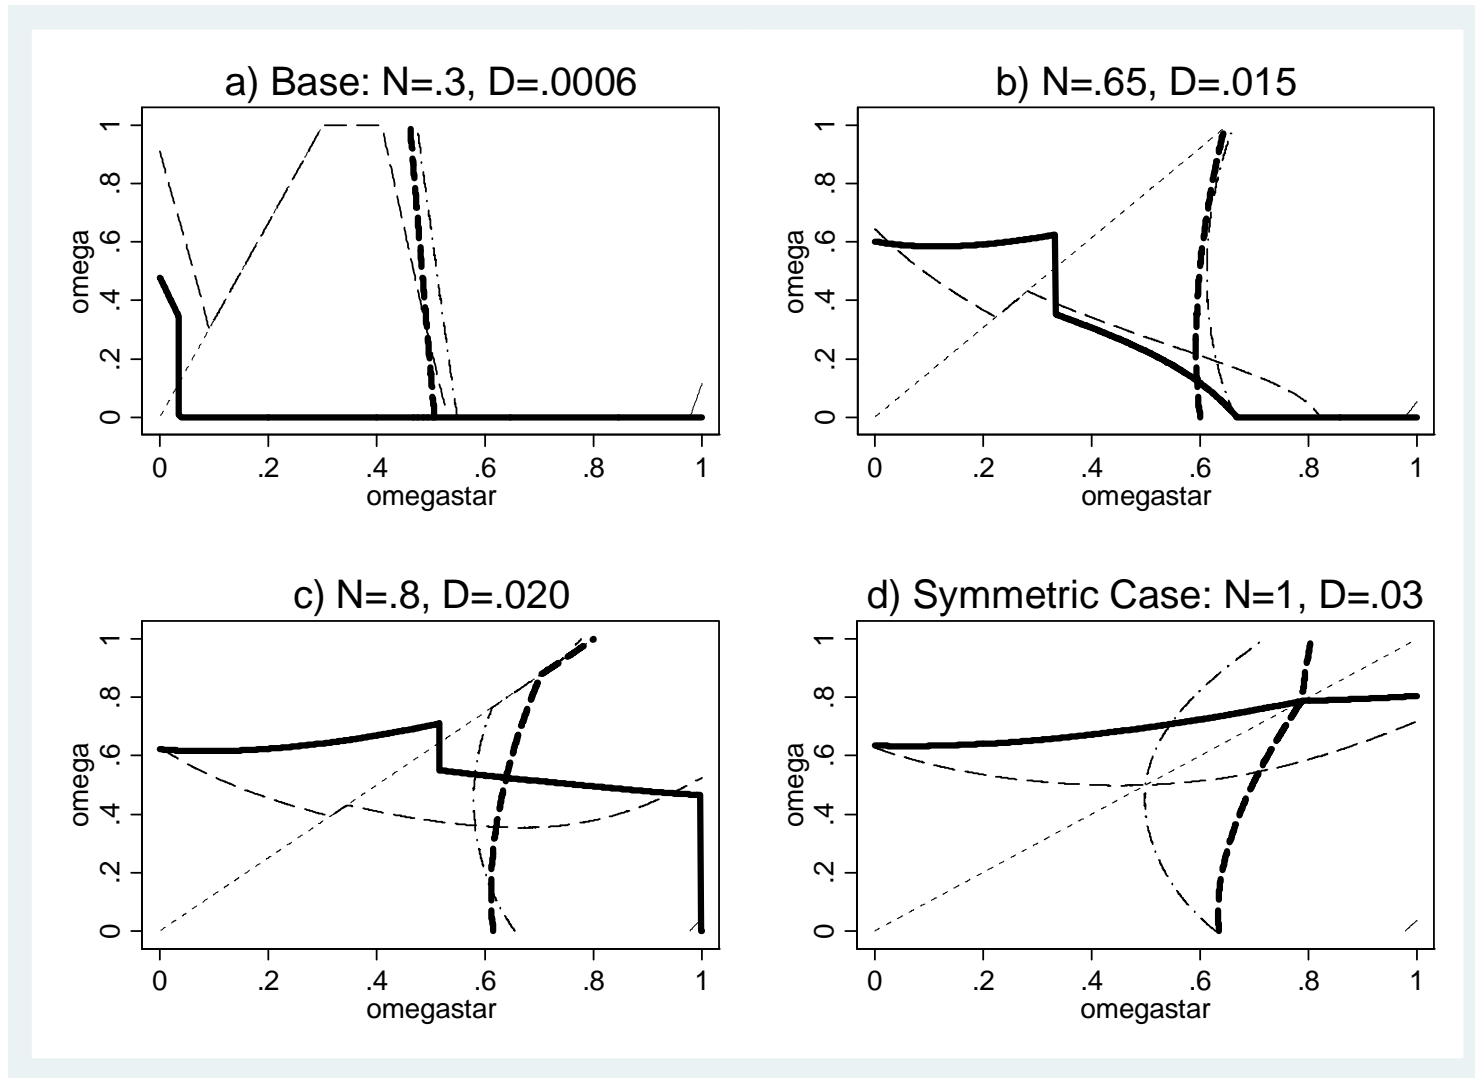 a) Base: N=.3, D=.0006
omega
0 .2 .4 .6 .8 1
0 .2 .4 .6 .8 1
omegastar
b) N=.65, D=.015
omega
0 .2 .4 .6 .8 1
0 .2 .4 .6 .8 1
omegastar
c) N=.8, D=.020
omega
0 .2 .4 .6 .8 1
0 .2 .4 .6 .8 1
omegastar
d) Symmetric Case: N=1, D=.03
omega
0 .2 .4 .6 .8 1
0 .2 .4 .6 .8 1
omegastar